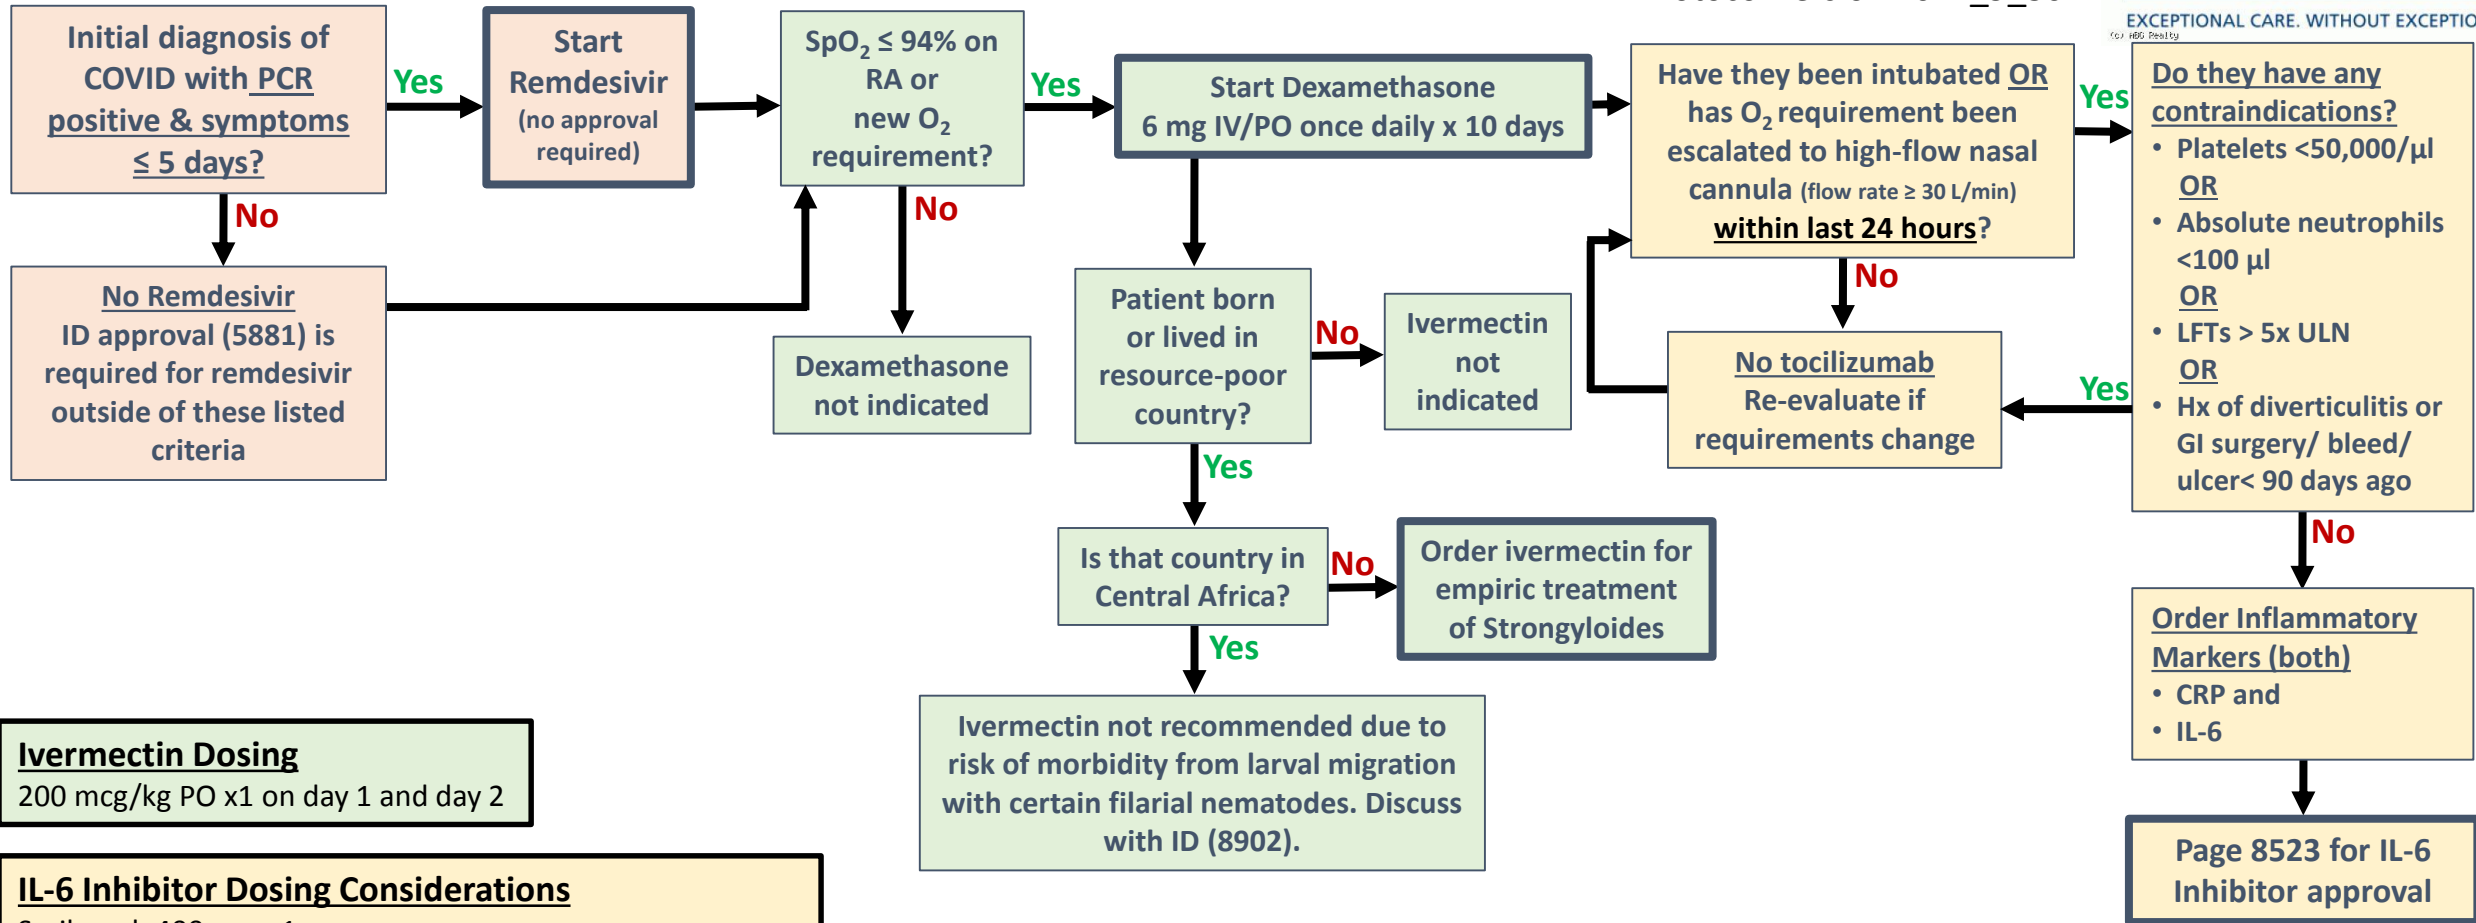 EXCEPTIONAL CARE. WITHOUT EXCEPTIO
(c) ABG Realty
Initial diagnosis of
COVID with PCR
positive & symptoms
≤ 5 days?
Yes
Start
Remdesivir
(no approval
required)
SpO₂ ≤ 94% on
RA or
new O₂
requirement?
Yes
Start Dexamethasone
6 mg IV/PO once daily x 10 days
Have they been intubated OR
has O₂ requirement been
escalated to high-flow nasal
cannula (flow rate ≥ 30 L/min)
within last 24 hours?
Yes
Do they have any
contraindications?
• Platelets <50,000/µl
OR
• Absolute neutrophils
<100 µl
OR
• LFTs > 5x ULN
OR
• Hx of diverticulitis or
GI surgery/ bleed/
ulcer< 90 days ago
No
No Remdesivir
ID approval (5881) is
required for remdesivir
outside of these listed
criteria
No
Dexamethasone
not indicated
Patient born
or lived in
resource-poor
country?
No
Ivermectin
not
indicated
No
No tocilizumab
Re-evaluate if
requirements change
Yes
Yes
Is that country in
Central Africa?
No
Order ivermectin for
empiric treatment
of Strongyloides
No
Order Inflammatory
Markers (both)
• CRP and
• IL-6
Yes
Ivermectin not recommended due to
risk of morbidity from larval migration
with certain filarial nematodes. Discuss
with ID (8902).
Page 8523 for IL-6
Inhibitor approval
Ivermectin Dosing
200 mcg/kg PO x1 on day 1 and day 2
IL-6 Inhibitor Dosing Considerations